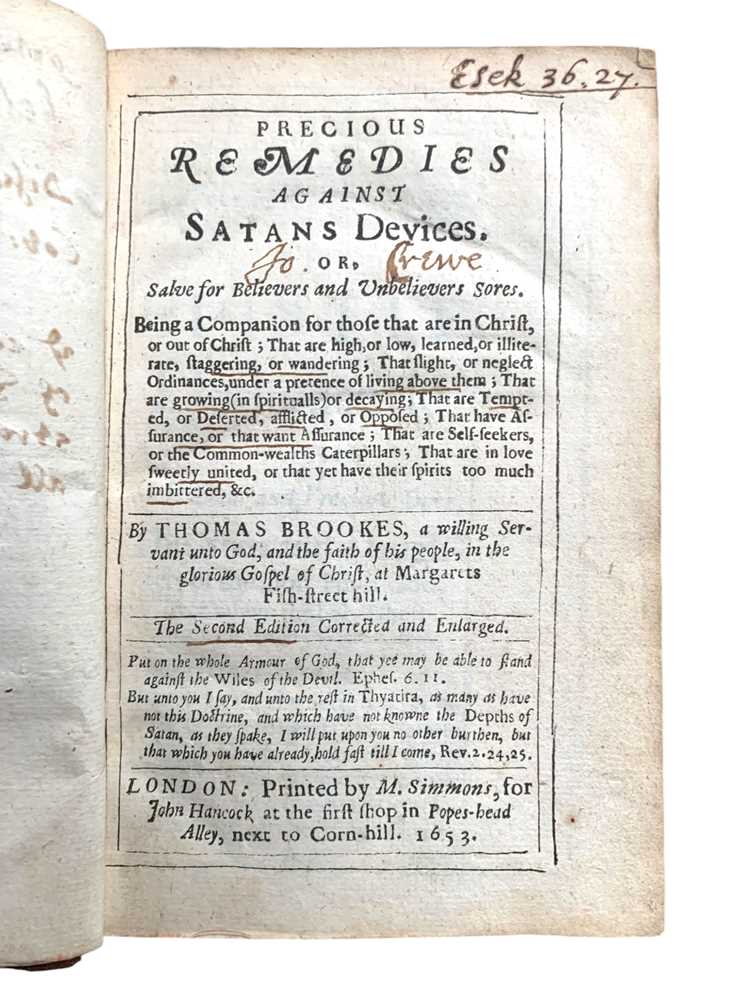 Esek 36.27.
PRECIOUS
REMEDIES
AGAINST
SATANS Devices.
Jo Crewe
OR,
Salve for Believers and Unbelievers Sores.
Being a Companion for thoſe that are in Chriſt,
or out of Chriſt; That are high, or low, learned, or illite-
rate, ſtaggering, or wandering; That ſlight, or neglect
Ordinances, under a pretence of living above them; That
are growing (in ſpiritualls) or decaying; That are Tempt-
ed, or Deſerted, afflicted, or Oppoſed; That have Aſ-
ſurance, or that want Aſſurance; That are Self-ſeekers,
or the Common-wealths Caterpillars; That are in love
ſweetly united, or that yet have their ſpirits too much
imbittered, &c.
By THOMAS BROOKES, a willing Ser-
vant unto God, and the faith of his people, in the
glorious Goſpel of Chriſt, at Margarets
Fiſh-ſtreet hill.
The Second Edition Corrected and Enlarged.
Put on the whole Armour of God, that yee may be able to ſtand
againſt the Wiles of the Devil. Epheſ. 6. 11.
But unto you I ſay, and unto the reſt in Thyatira, as many as have
not this Doctrine, and which have not knowne the Depths of
Satan, as they ſpake, I will put upon you no other burthen, but
that which you have already, hold faſt till I come, Rev. 2. 24, 25.
LONDON: Printed by M. Simmons, for
John Hancock at the firſt ſhop in Popes-head
Alley, next to Corn-hill. 1653.